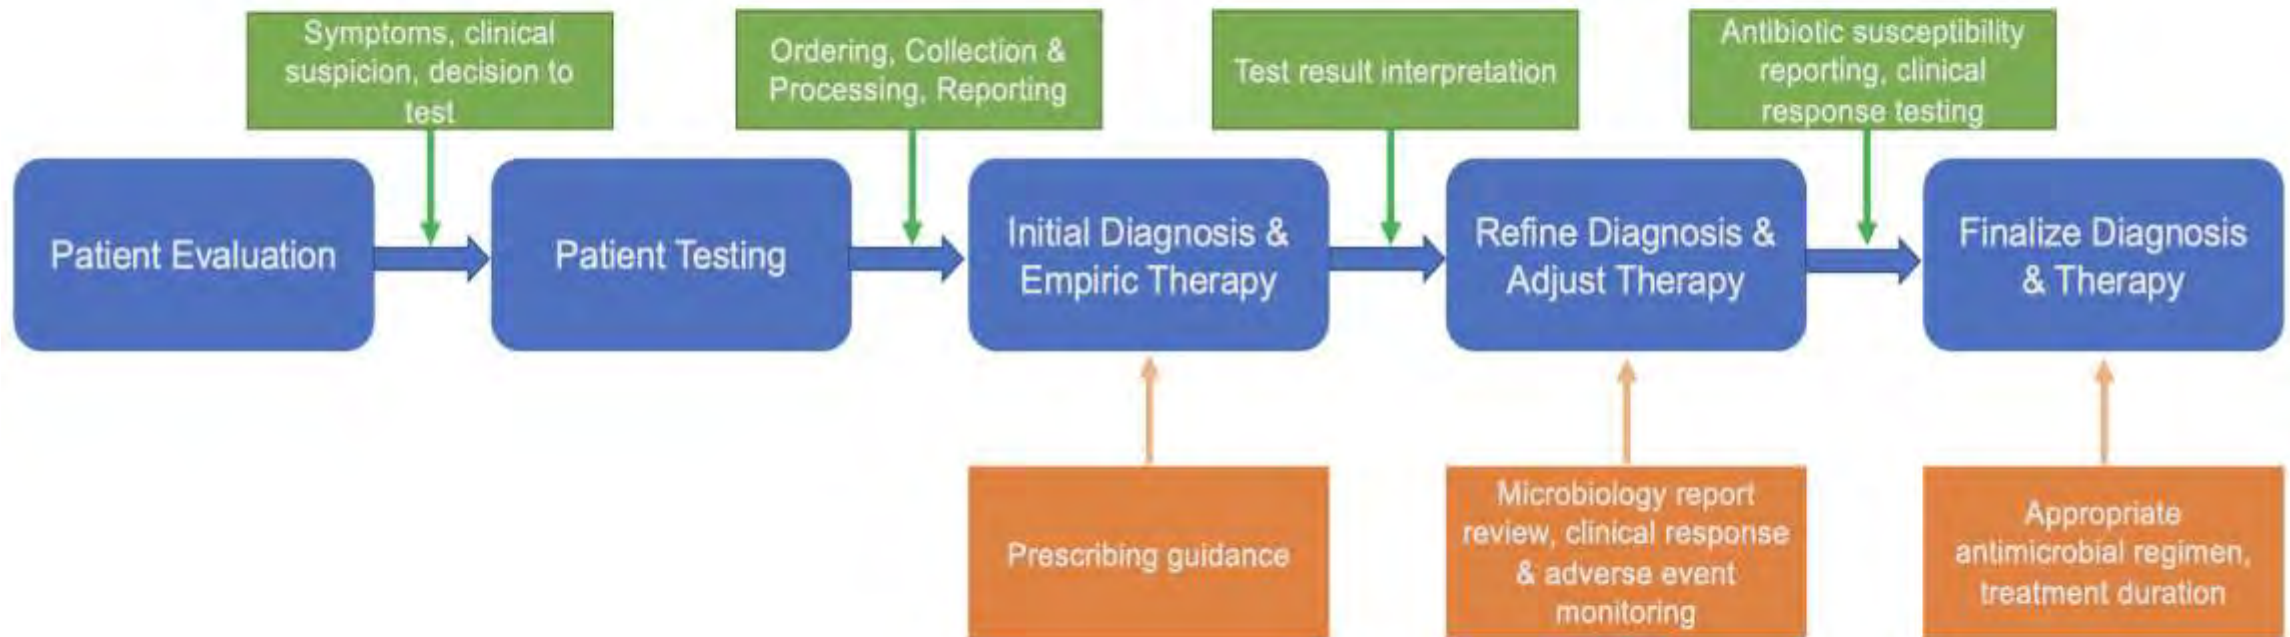 Symptoms, clinical
suspicion, decision to
test
Ordering, Collection &
Processing, Reporting
Test result interpretation
Antibiotic susceptibility
reporting, clinical
response testing
Patient Evaluation
Patient Testing
Initial Diagnosis &
Empiric Therapy
Refine Diagnosis &
Adjust Therapy
Finalize Diagnosis
& Therapy
Prescribing guidance
Microbiology report
review, clinical response
& adverse event
monitoring
Appropriate
antimicrobial regimen,
treatment duration